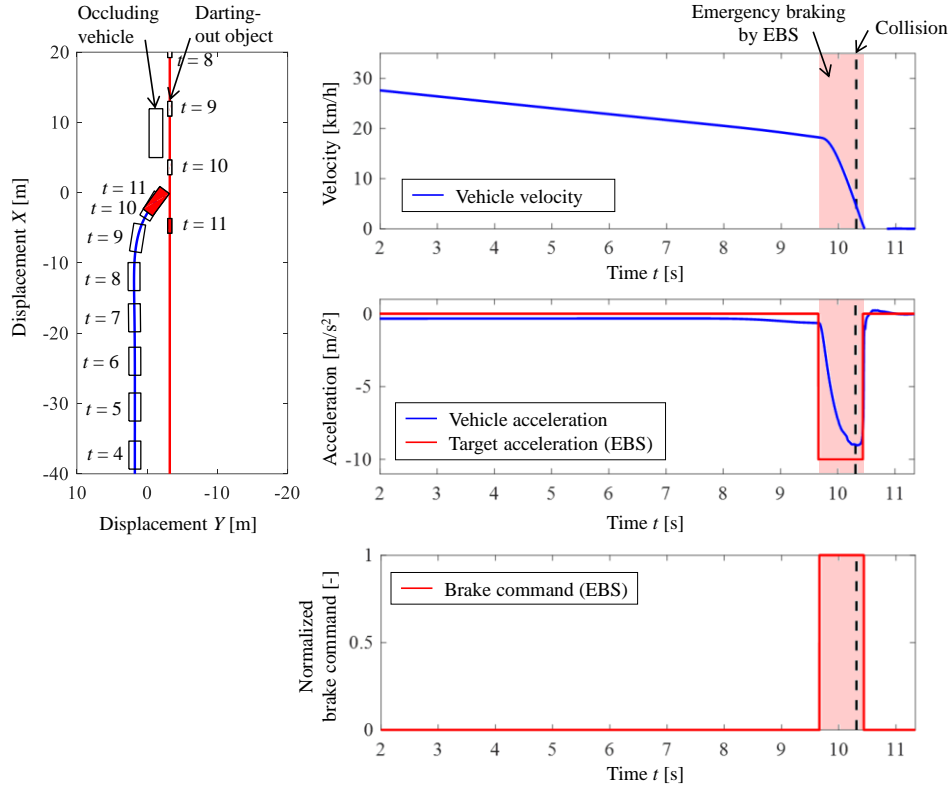 Occluding
vehicle
Darting-
out object
20
10
0
-10
-20
-30
-40
10
0
-10
-20
Displacement X [m]
Displacement Y [m]
t = 8
t = 9
t = 10
t = 11
t = 11
t = 10
t = 9
t = 8
t = 7
t = 6
t = 5
t = 4
Emergency braking
by EBS
Collision
30
20
10
0
Velocity [km/h]
Vehicle velocity
2 3 4 5 6 7 8 9 10 11
Time t [s]
0
-5
-10
Acceleration [m/s²]
Vehicle acceleration
Target acceleration (EBS)
2 3 4 5 6 7 8 9 10 11
Time t [s]
1
0.5
0
Normalized
brake command [-]
Brake command (EBS)
2 3 4 5 6 7 8 9 10 11
Time t [s]